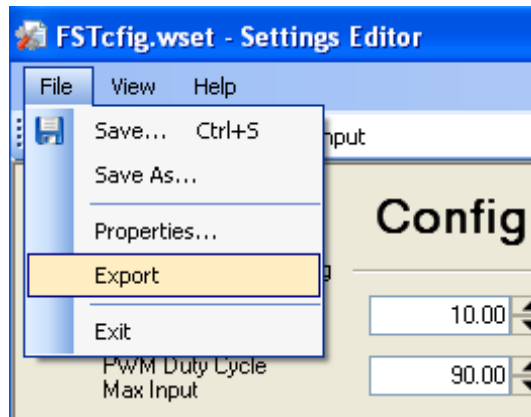 FSTcfig.wset - Settings Editor
File View Help
Save... Ctrl+S
Save As...
Properties...
Config
Export
10.00
Exit
PWM Duty Cycle
Max Input
90.00